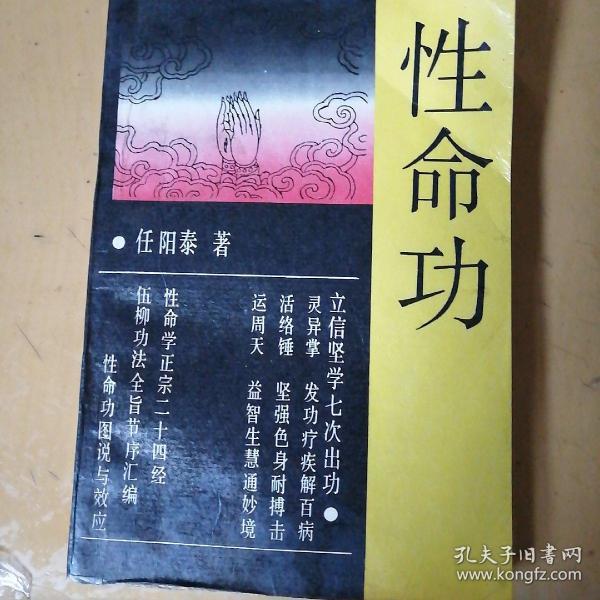 性命功
●任阳泰 著
立信坚学七次出功●
灵异掌 发功疗疾解百病
活络锤 坚强色身耐搏击
运周天 益智生慧通妙境
性命学正宗二十四经
伍柳功法全旨节序汇编
性命功图说与效应
孔夫子旧书网
www.kongfz.com